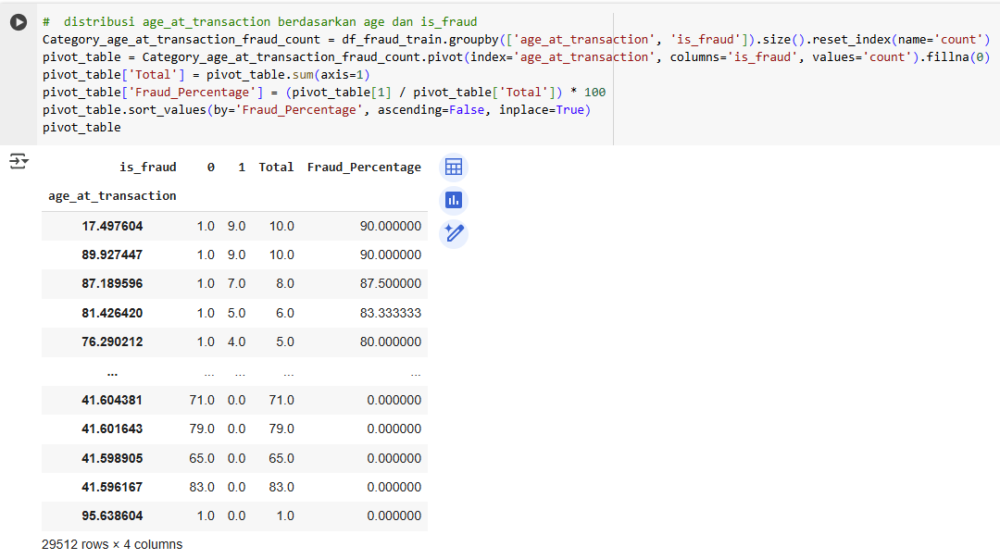 #  distribusi age_at_transaction berdasarkan age dan is_fraud
Category_age_at_transaction_fraud_count = df_fraud_train.groupby(['age_at_transaction', 'is_fraud']).size().reset_index(name='count')
pivot_table = Category_age_at_transaction_fraud_count.pivot(index='age_at_transaction', columns='is_fraud', values='count').fillna(0)
pivot_table['Total'] = pivot_table.sum(axis=1)
pivot_table['Fraud_Percentage'] = (pivot_table[1] / pivot_table['Total']) * 100
pivot_table.sort_values(by='Fraud_Percentage', ascending=False, inplace=True)
pivot_table
is_fraud 0 1 Total Fraud_Percentage
age_at_transaction
17.497604 1.0 9.0 10.0 90.000000
89.927447 1.0 9.0 10.0 90.000000
87.189596 1.0 7.0 8.0 87.500000
81.426420 1.0 5.0 6.0 83.333333
76.290212 1.0 4.0 5.0 80.000000
... ... ... ... ...
41.604381 71.0 0.0 71.0 0.000000
41.601643 79.0 0.0 79.0 0.000000
41.598905 65.0 0.0 65.0 0.000000
41.596167 83.0 0.0 83.0 0.000000
95.638604 1.0 0.0 1.0 0.000000
29512 rows × 4 columns